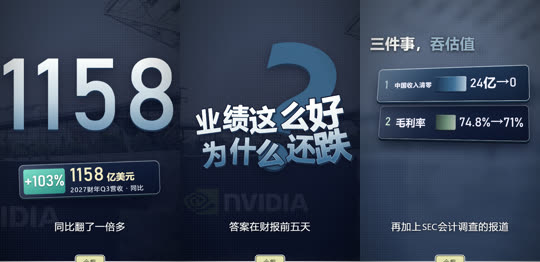 1158
+103%
1158 亿美元
2027财年Q3营收 · 同比
NVIDIA
同比翻了一倍多
?
业绩这么好
为什么还跌
NVIDIA
答案在财报前五天
三件事，吞估值
1 中国收入清零 24亿→0
2 毛利率 74.8%→71%
再加上SEC会计调查的报道